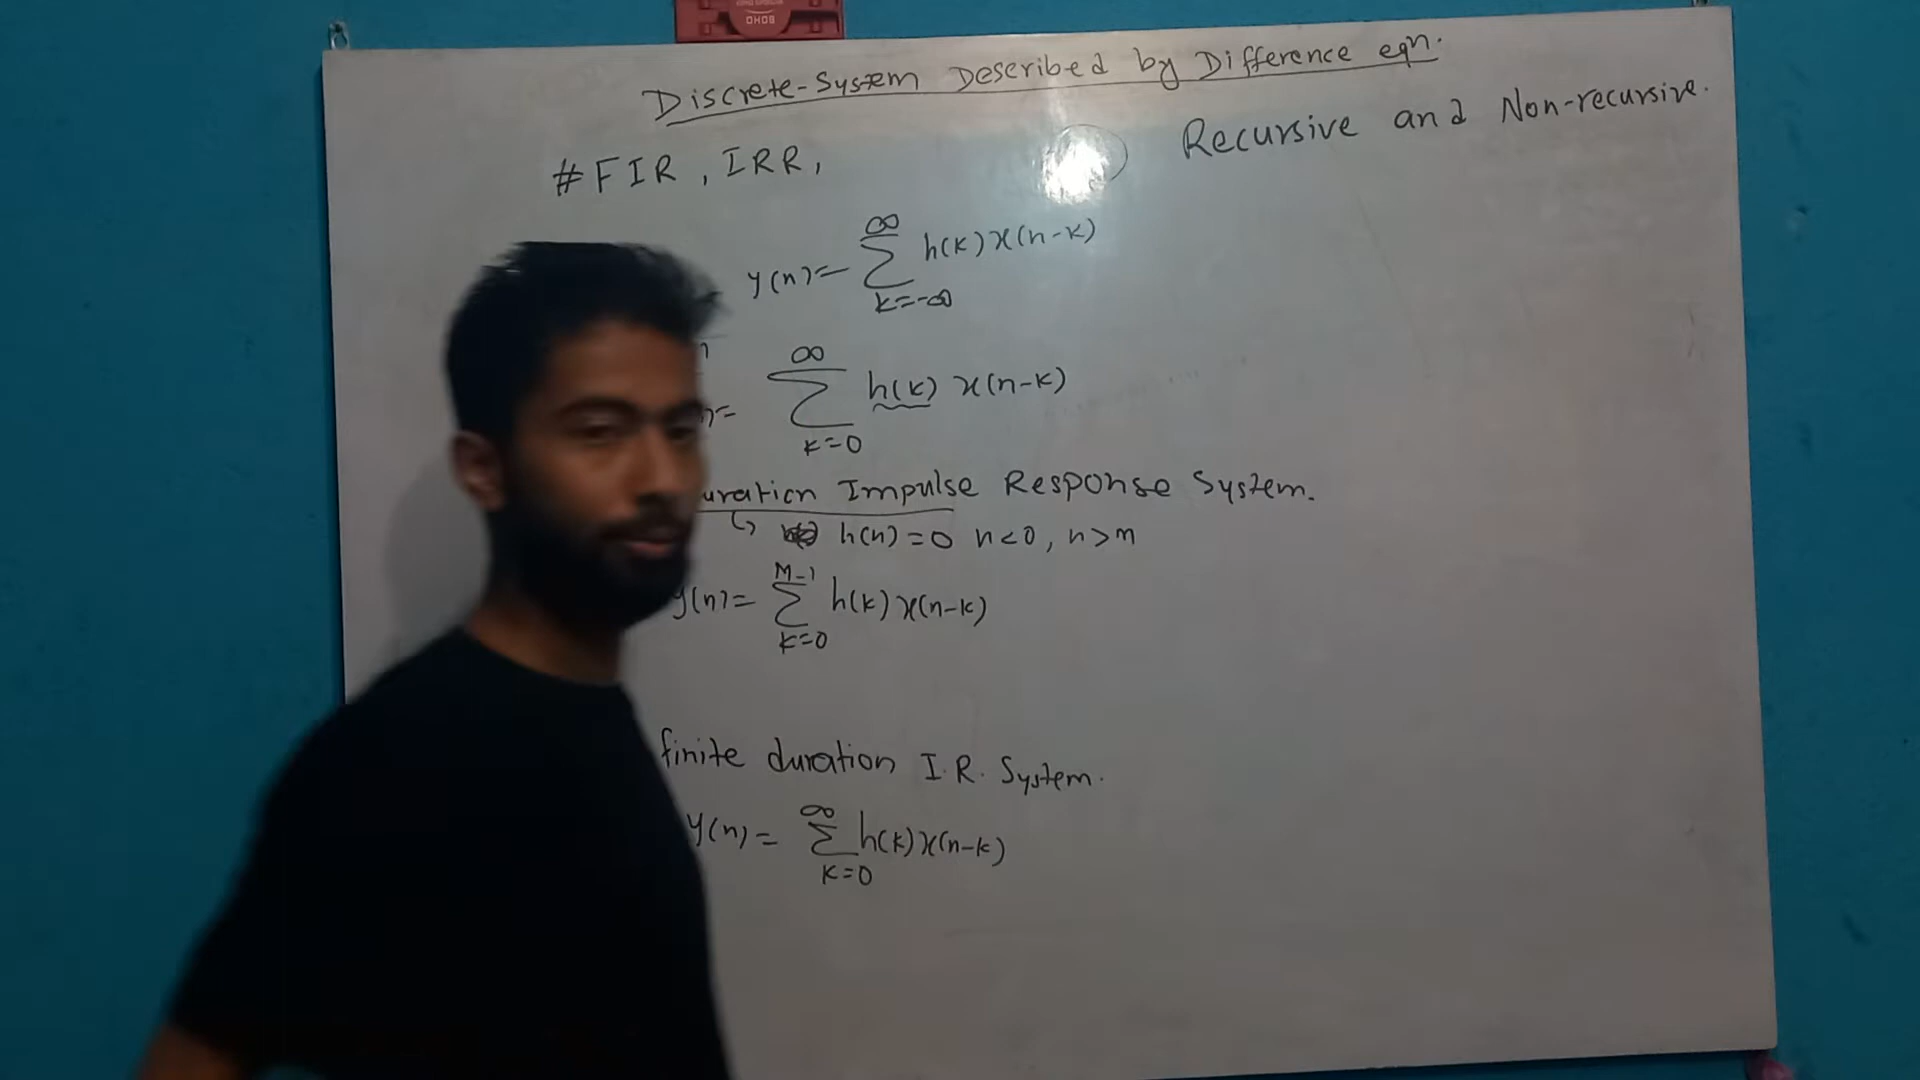 Discrete-System Described by Difference eqn.
#FIR, IRR,
Recursive and Non-recursive.
y(n)= ∞ Σ k=-∞ h(k)x(n-k)
)= ∞ Σ k=0 h(k) x(n-k)
uration Impulse Response System.
↳ h(n)=0 n<0, n>m
y(n)= M-1 Σ k=0 h(k)x(n-k)
finite duration I.R. System.
y(n)= ∞ Σ k=0 h(k)x(n-k)